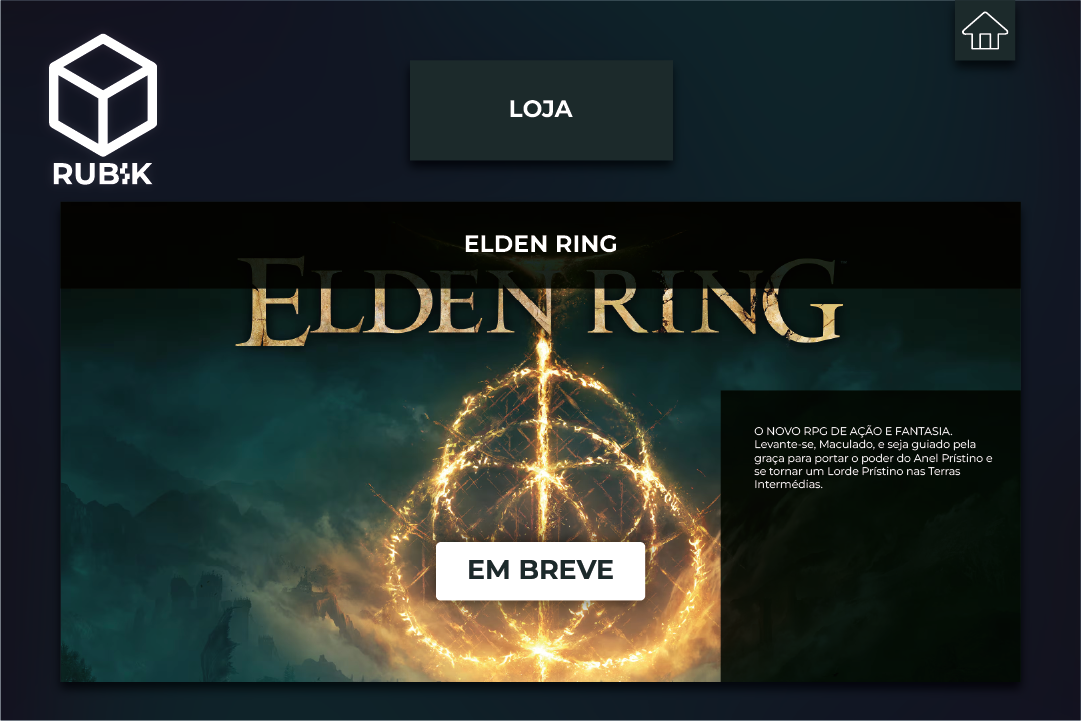 RUBIK
LOJA
ELDEN RING
ELDEN RING
O NOVO RPG DE AÇÃO E FANTASIA.
Levante-se, Maculado, e seja guiado pela
graça para portar o poder do Anel Prístino e
se tornar um Lorde Prístino nas Terras
Intermédias.
EM BREVE